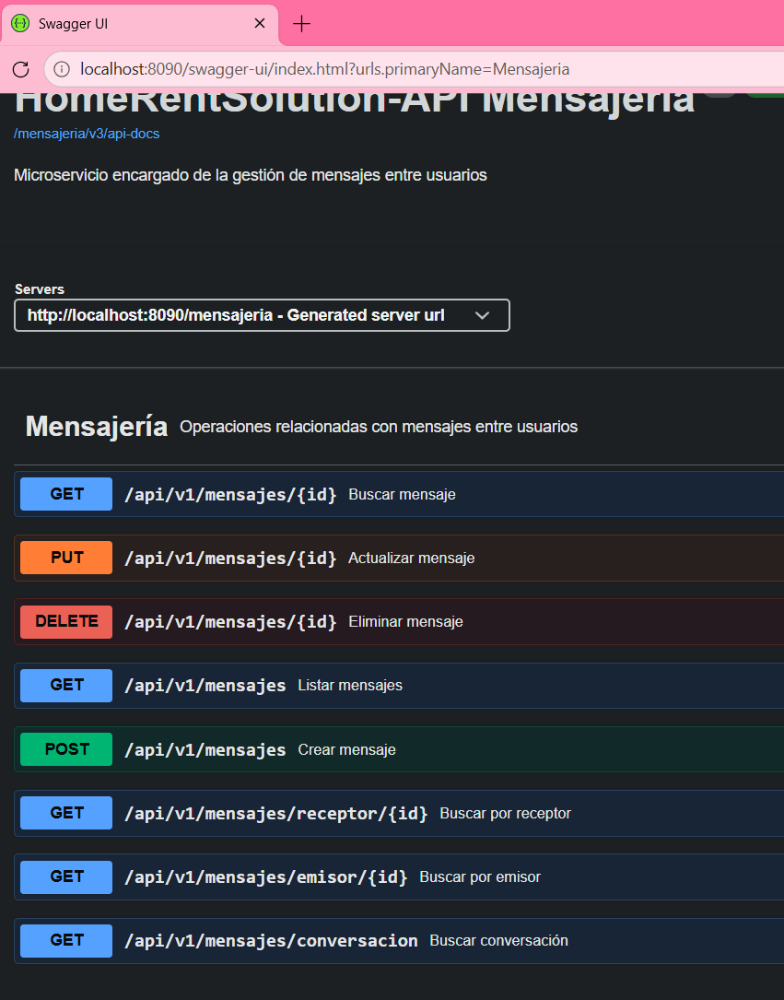 Swagger UI
localhost:8090/swagger-ui/index.html?urls.primaryName=Mensajeria
HomeRentSolution-API Mensajeria
/mensajeria/v3/api-docs
Microservicio encargado de la gestión de mensajes entre usuarios
Servers
http://localhost:8090/mensajeria - Generated server url
Mensajería Operaciones relacionadas con mensajes entre usuarios
GET /api/v1/mensajes/{id} Buscar mensaje
PUT /api/v1/mensajes/{id} Actualizar mensaje
DELETE /api/v1/mensajes/{id} Eliminar mensaje
GET /api/v1/mensajes Listar mensajes
POST /api/v1/mensajes Crear mensaje
GET /api/v1/mensajes/receptor/{id} Buscar por receptor
GET /api/v1/mensajes/emisor/{id} Buscar por emisor
GET /api/v1/mensajes/conversacion Buscar conversación